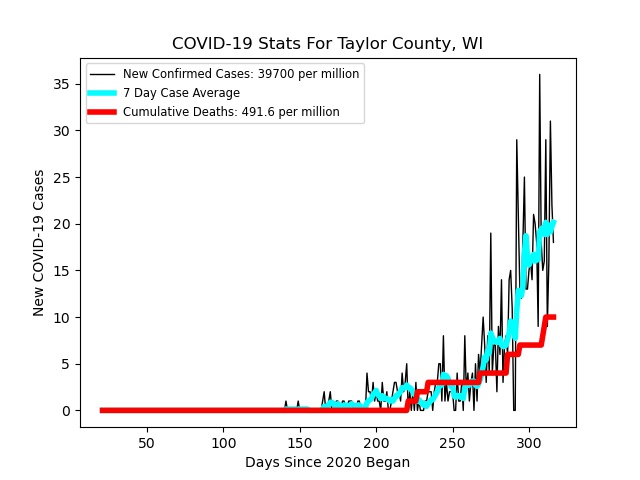 COVID-19 Stats For Taylor County, WI
New Confirmed Cases: 39700 per million
7 Day Case Average
Cumulative Deaths: 491.6 per million
New COVID-19 Cases
35
30
25
20
15
10
5
0
50
100
150
200
250
300
Days Since 2020 Began